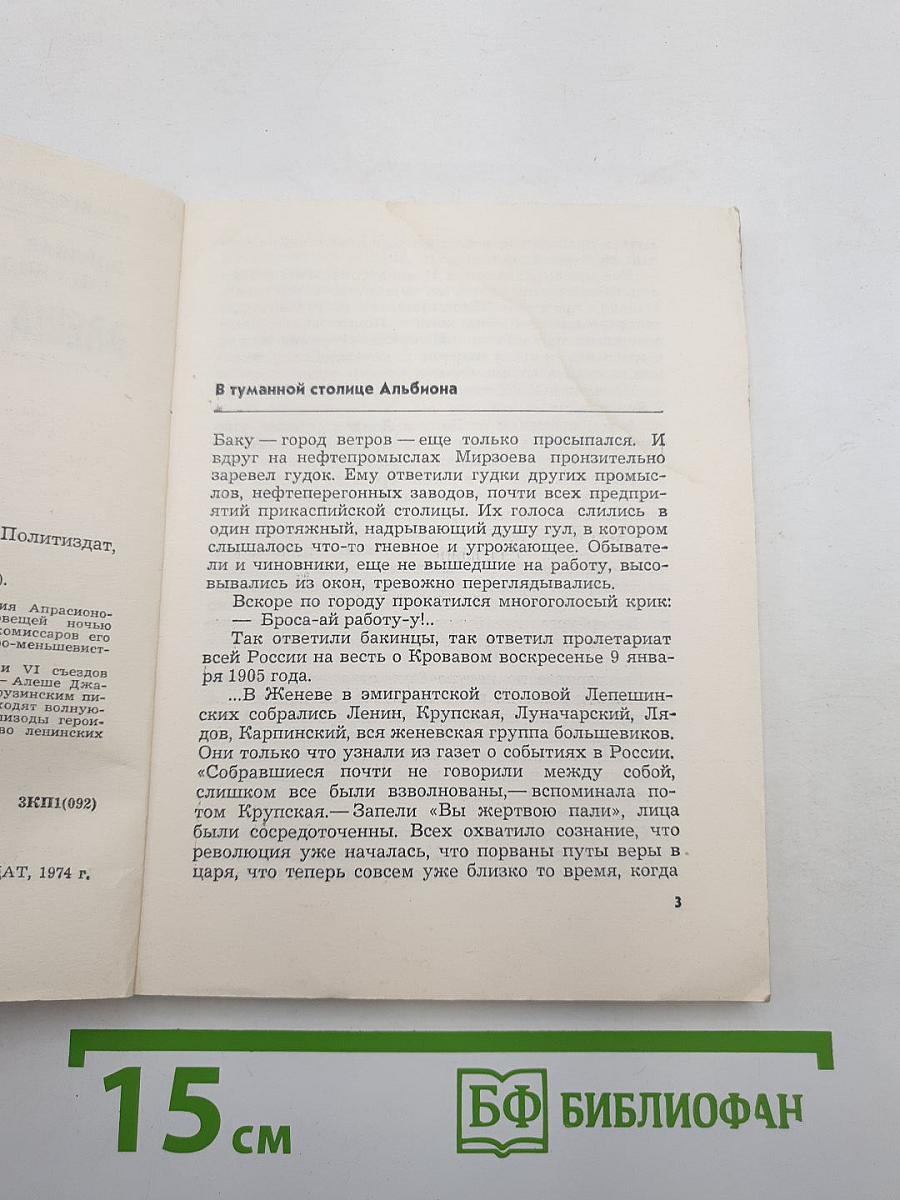 Политиздат,
).
ия Апрасионо-
овещей ночью
комиссаров его
ро-меньшевист-
и VI съездов
— Алеше Джа-
рузинским пи-
ходят волную-
пизоды герои-
во ленинских
3КП1(092)
ДАТ, 1974 г.
В туманной столице Альбиона
Баку — город ветров — еще только просыпался. И
вдруг на нефтепромыслах Мирзоева пронзительно
заревел гудок. Ему ответили гудки других промыс-
лов, нефтеперегонных заводов, почти всех предпри-
ятий прикаспийской столицы. Их голоса слились в
один протяжный, надрывающий душу гул, в котором
слышалось что-то гневное и угрожающее. Обывате-
ли и чиновники, еще не вышедшие на работу, высо-
вывались из окон, тревожно переглядывались.
Вскоре по городу прокатился многоголосый крик:
— Броса-ай работу-у!..
Так ответили бакинцы, так ответил пролетариат
всей России на весть о Кровавом воскресенье 9 янва-
ря 1905 года.
...В Женеве в эмигрантской столовой Лепешин-
ских собрались Ленин, Крупская, Луначарский, Ля-
дов, Карпинский, вся женевская группа большевиков.
Они только что узнали из газет о событиях в России.
«Собравшиеся почти не говорили между собой,
слишком все были взволнованы,— вспоминала по-
том Крупская.— Запели «Вы жертвою пали», лица
были сосредоточенны. Всех охватило сознание, что
революция уже началась, что порваны путы веры в
царя, что теперь совсем уже близко то время, когда
3
15 см
БФ БИБЛИОФАН